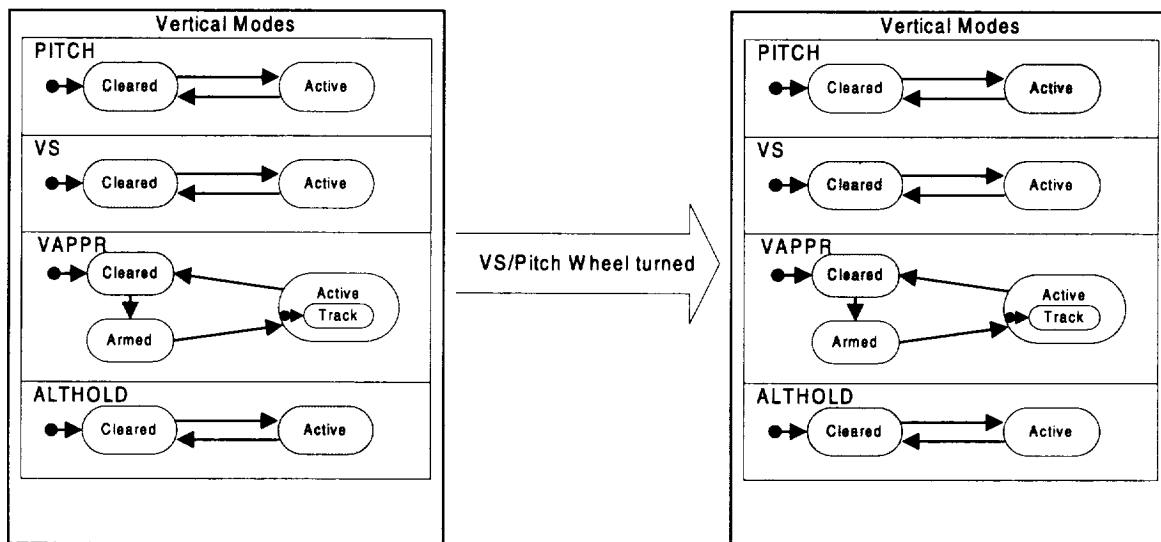 Vertical Modes
PITCH
Cleared
Active
VS
Cleared
Active
VAPPR
Cleared
Active
Track
Armed
ALTHOLD
Cleared
Active
VS/Pitch Wheel turned
Vertical Modes
PITCH
Cleared
Active
VS
Cleared
Active
VAPPR
Cleared
Active
Track
Armed
ALTHOLD
Cleared
Active